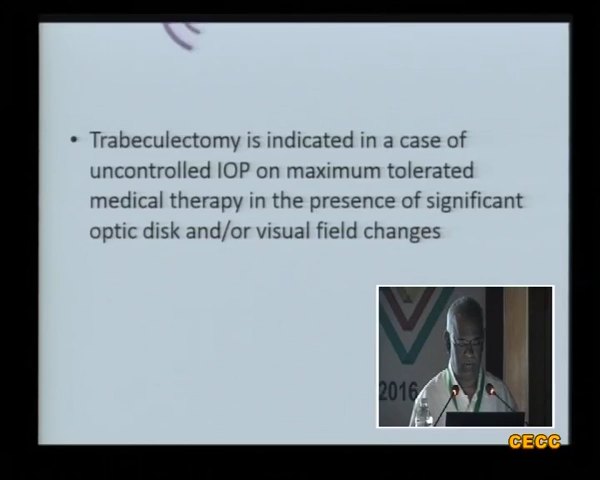 • Trabeculectomy is indicated in a case of
uncontrolled IOP on maximum tolerated
medical therapy in the presence of significant
optic disk and/or visual field changes
2016
CECC